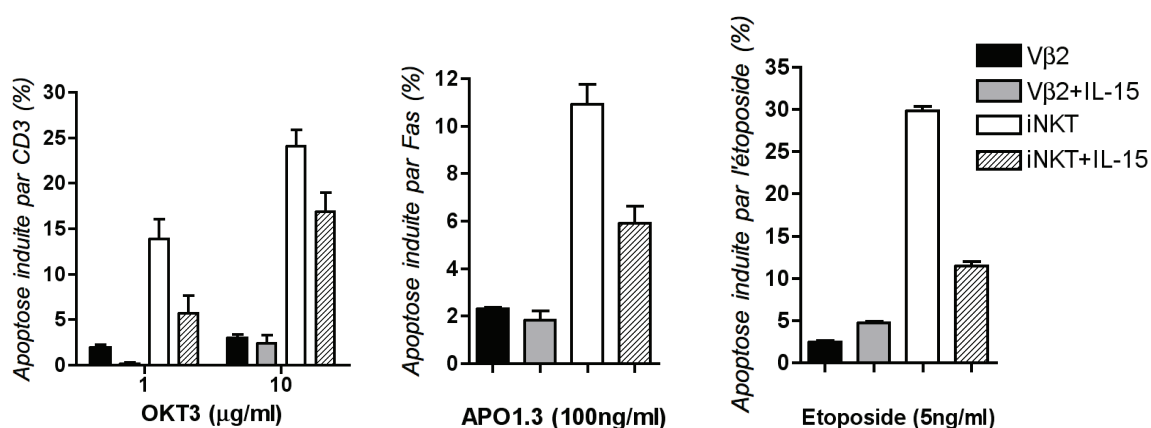 Apoptose induite par CD3 (%)
30
25
20
15
10
5
0
1
10
OKT3 (µg/ml)
Apoptose induite par Fas (%)
12
10
8
6
4
2
0
APO1.3 (100ng/ml)
Apoptose induite par l'étoposide (%)
35
30
25
20
15
10
5
0
Etoposide (5ng/ml)
Vβ2
Vβ2+IL-15
iNKT
iNKT+IL-15